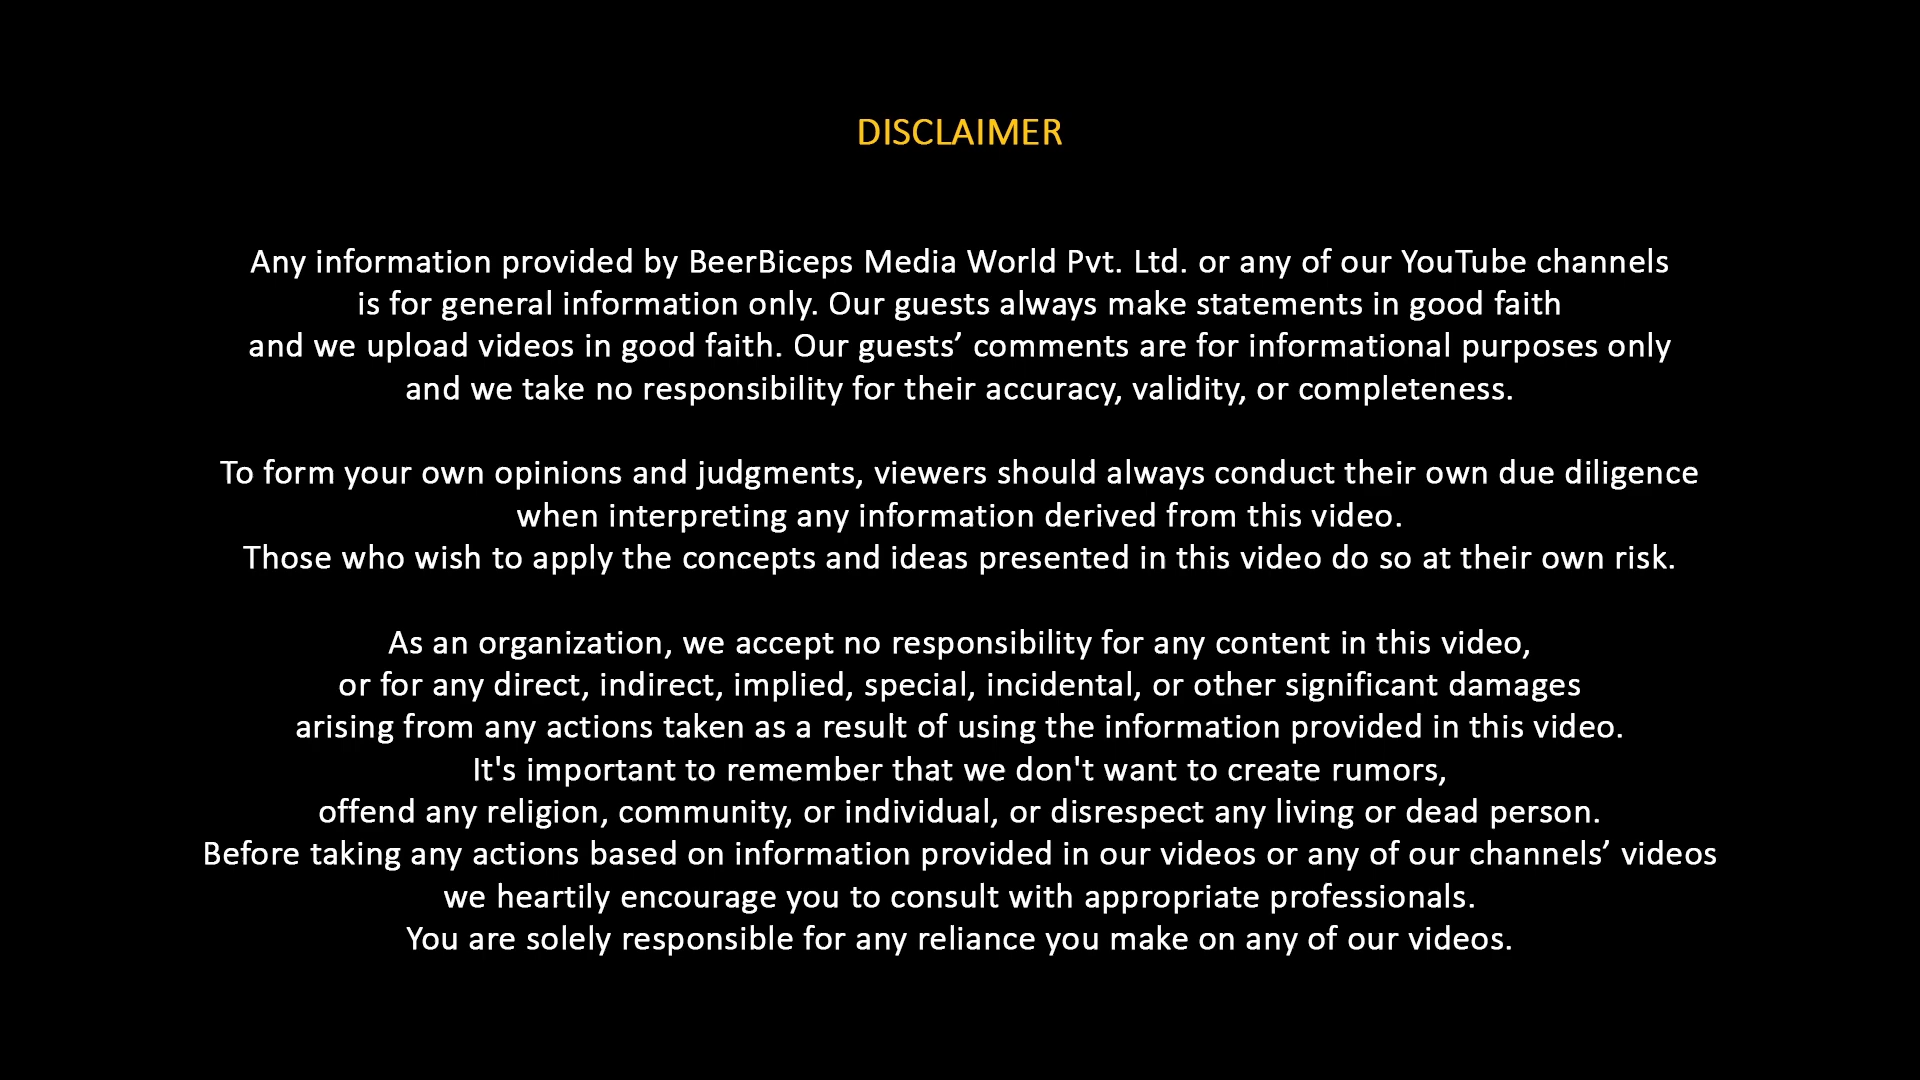 DISCLAIMER
Any information provided by BeerBiceps Media World Pvt. Ltd. or any of our YouTube channels
is for general information only. Our guests always make statements in good faith
and we upload videos in good faith. Our guests’ comments are for informational purposes only
and we take no responsibility for their accuracy, validity, or completeness.
To form your own opinions and judgments, viewers should always conduct their own due diligence
when interpreting any information derived from this video.
Those who wish to apply the concepts and ideas presented in this video do so at their own risk.
As an organization, we accept no responsibility for any content in this video,
or for any direct, indirect, implied, special, incidental, or other significant damages
arising from any actions taken as a result of using the information provided in this video.
It's important to remember that we don't want to create rumors,
offend any religion, community, or individual, or disrespect any living or dead person.
Before taking any actions based on information provided in our videos or any of our channels’ videos
we heartily encourage you to consult with appropriate professionals.
You are solely responsible for any reliance you make on any of our videos.